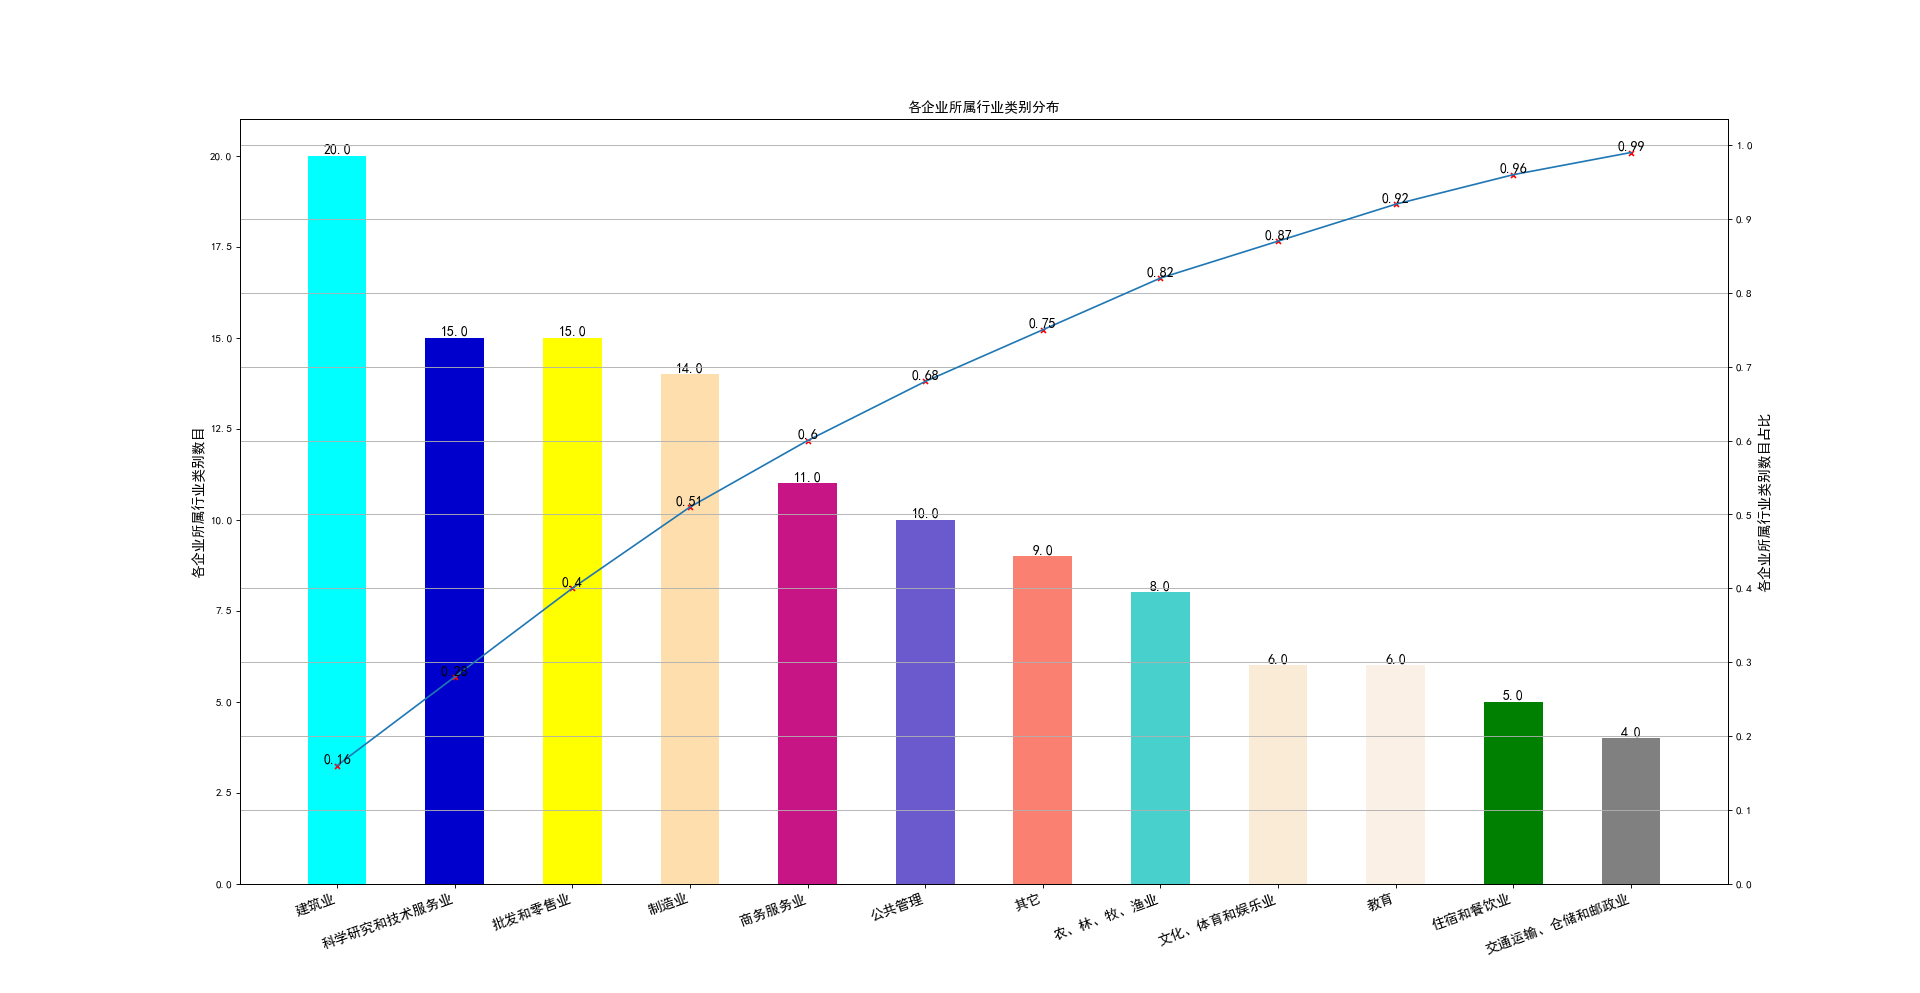 各企业所属行业类别分布
各企业所属行业类别数目
20.0
17.5
15.0
12.5
10.0
7.5
5.0
2.5
0.0
20.0
15.0
15.0
14.0
11.0
10.0
9.0
8.0
6.0
6.0
5.0
4.0
0.16
0.28
0.4
0.51
0.6
0.68
0.75
0.82
0.87
0.92
0.96
0.99
1.0
0.9
0.8
0.7
0.6
0.5
0.4
0.3
0.2
0.1
0.0
各企业所属行业类别数目占比
建筑业
科学研究和技术服务业
批发和零售业
制造业
商务服务业
公共管理
其它
农、林、牧、渔业
文化、体育和娱乐业
教育
住宿和餐饮业
交通运输、仓储和邮政业